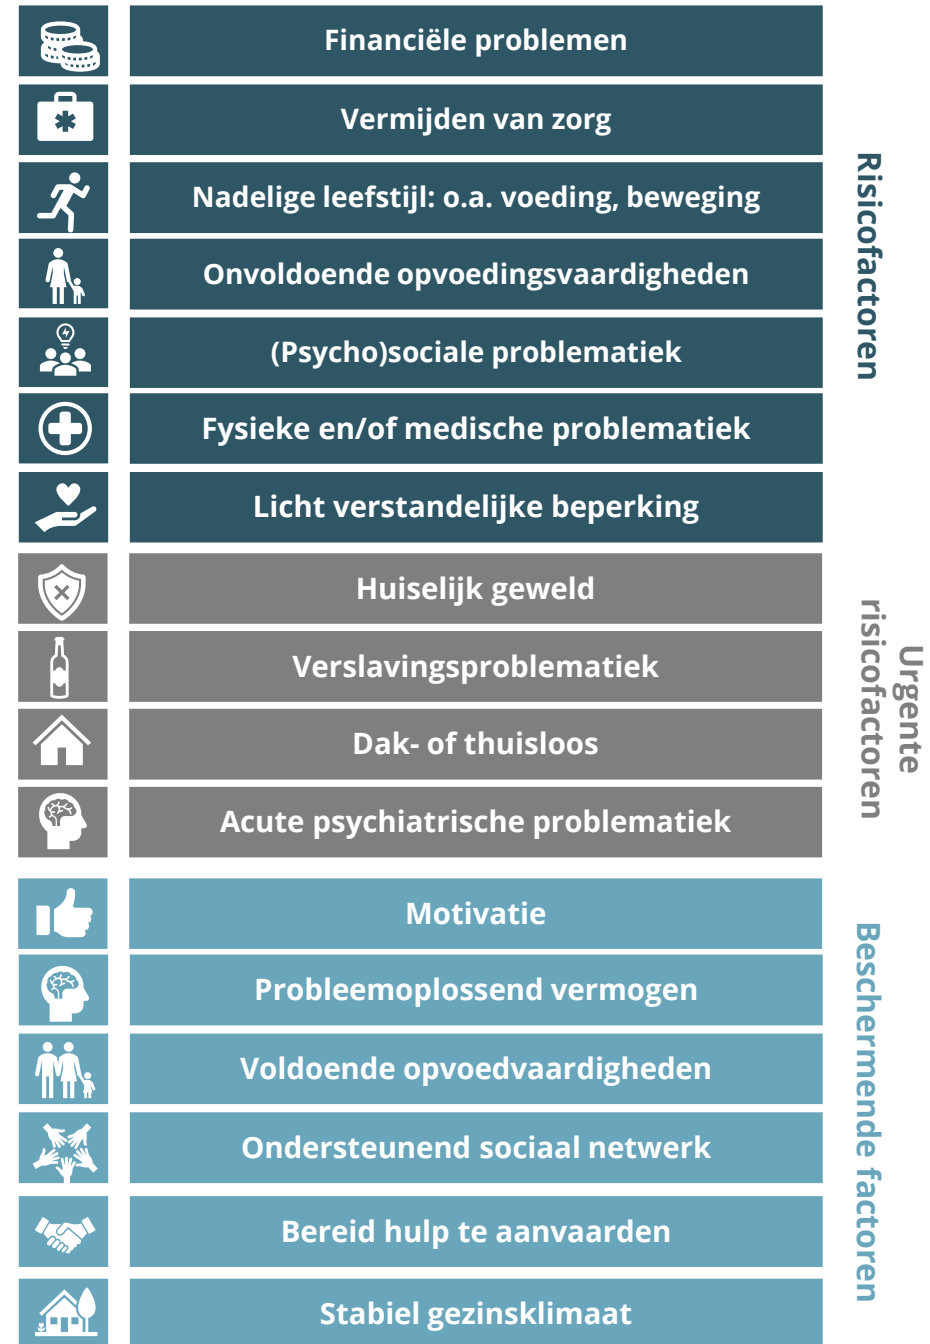 Financiële problemen
Vermijden van zorg
Nadelige leefstijl: o.a. voeding, beweging
Onvoldoende opvoedingsvaardigheden
(Psycho)sociale problematiek
Fysieke en/of medische problematiek
Licht verstandelijke beperking
Risicofactoren
Huiselijk geweld
Verslavingsproblematiek
Dak- of thuisloos
Acute psychiatrische problematiek
Urgente
risicofactoren
Motivatie
Probleemoplossend vermogen
Voldoende opvoedvaardigheden
Ondersteunend sociaal netwerk
Bereid hulp te aanvaarden
Stabiel gezinsklimaat
Beschermende factoren